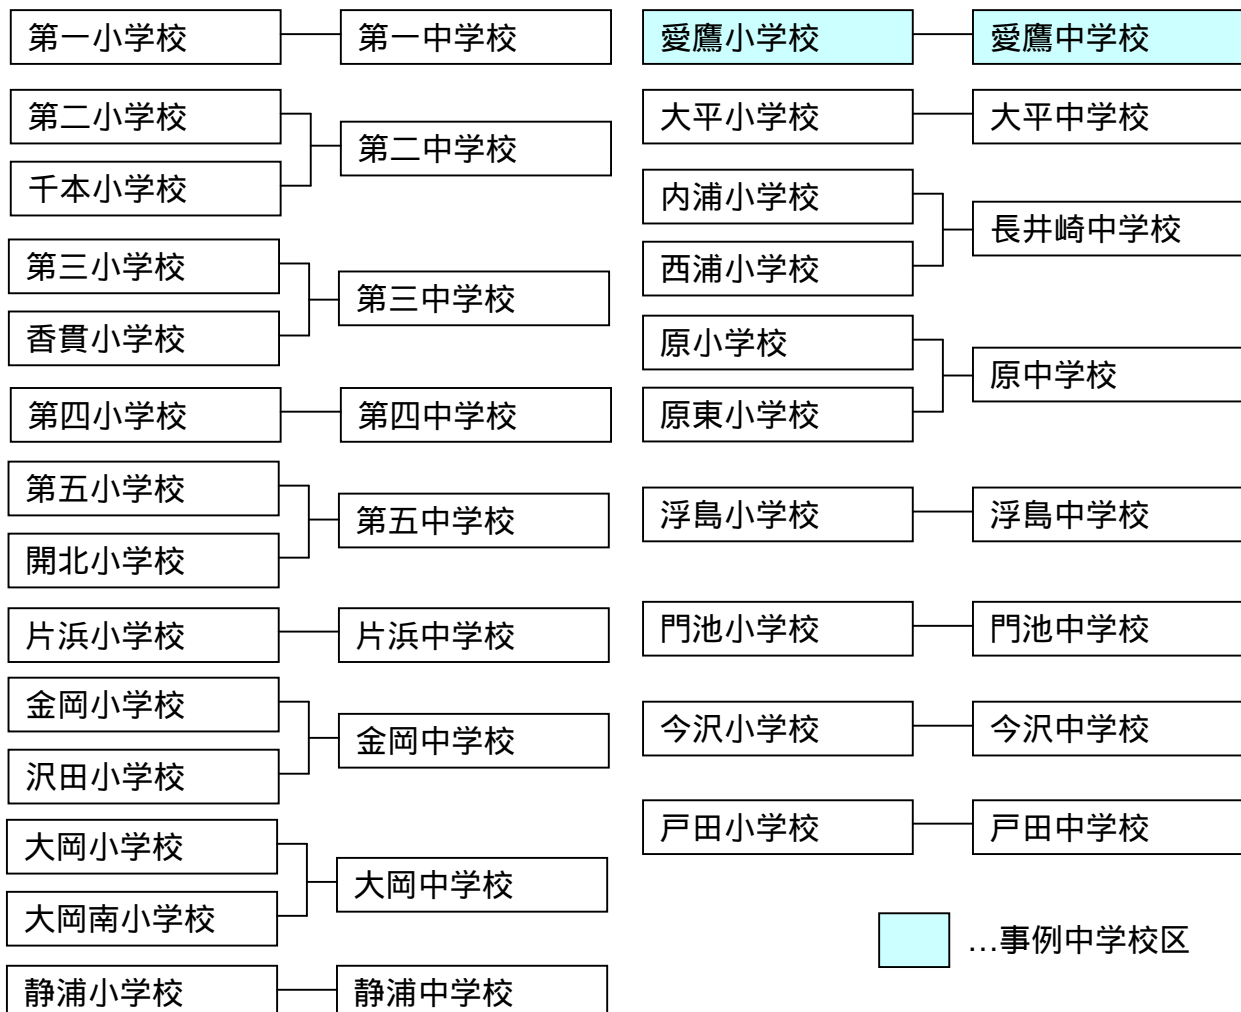 第一小学校
第一中学校
第二小学校
千本小学校
第二中学校
第三小学校
香貫小学校
第三中学校
第四小学校
第四中学校
第五小学校
開北小学校
第五中学校
片浜小学校
片浜中学校
金岡小学校
沢田小学校
金岡中学校
大岡小学校
大岡南小学校
大岡中学校
静浦小学校
静浦中学校
愛鷹小学校
愛鷹中学校
大平小学校
大平中学校
内浦小学校
西浦小学校
長井崎中学校
原小学校
原東小学校
原中学校
浮島小学校
浮島中学校
門池小学校
門池中学校
今沢小学校
今沢中学校
戸田小学校
戸田中学校
…事例中学校区